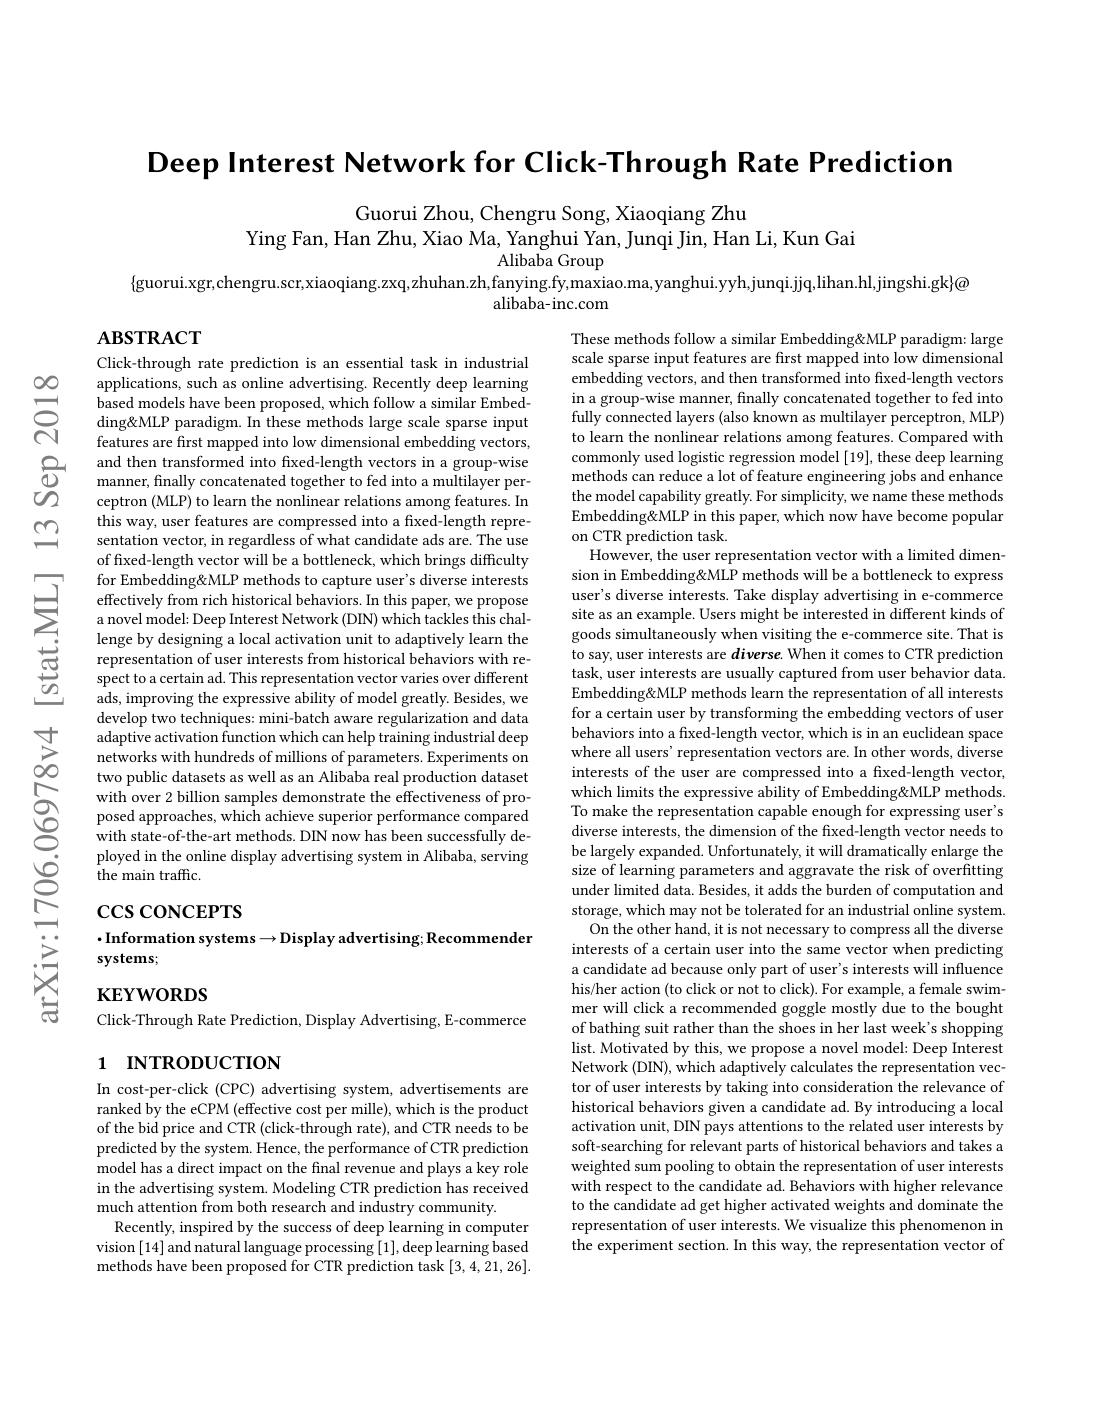 arXiv:1706.06978v4 [stat.ML] 13 Sep 2018
Deep Interest Network for Click-Through Rate Prediction
Guorui Zhou, Chengru Song, Xiaoqiang Zhu
Ying Fan, Han Zhu, Xiao Ma, Yanghui Yan, Junqi Jin, Han Li, Kun Gai
Alibaba Group
{guorui.xgr,chengru.scr,xiaoqiang.zxq,zhuhan.zh,fanying.fy,maxiao.ma,yanghui.yyh,junqi.jjq,lihan.hl,jingshi.gk}@
alibaba-inc.com
ABSTRACT
Click-through rate prediction is an essential task in industrial
applications, such as online advertising. Recently deep learning
based models have been proposed, which follow a similar Embed-
ding&MLP paradigm. In these methods large scale sparse input
features are first mapped into low dimensional embedding vectors,
and then transformed into fixed-length vectors in a group-wise
manner, finally concatenated together to fed into a multilayer per-
ceptron (MLP) to learn the nonlinear relations among features. In
this way, user features are compressed into a fixed-length repre-
sentation vector, in regardless of what candidate ads are. The use
of fixed-length vector will be a bottleneck, which brings difficulty
for Embedding&MLP methods to capture user's diverse interests
effectively from rich historical behaviors. In this paper, we propose
a novel model: Deep Interest Network (DIN) which tackles this chal-
lenge by designing a local activation unit to adaptively learn the
representation of user interests from historical behaviors with re-
spect to a certain ad. This representation vector varies over different
ads, improving the expressive ability of model greatly. Besides, we
develop two techniques: mini-batch aware regularization and data
adaptive activation function which can help training industrial deep
networks with hundreds of millions of parameters. Experiments on
two public datasets as well as an Alibaba real production dataset
with over 2 billion samples demonstrate the effectiveness of pro-
posed approaches, which achieve superior performance compared
with state-of-the-art methods. DIN now has been successfully de-
ployed in the online display advertising system in Alibaba, serving
the main traffic.
CCS CONCEPTS
• Information systems → Display advertising; Recommender
systems;
KEYWORDS
Click-Through Rate Prediction, Display Advertising, E-commerce
1 INTRODUCTION
In cost-per-click (CPC) advertising system, advertisements are
ranked by the eCPM (effective cost per mille), which is the product
of the bid price and CTR (click-through rate), and CTR needs to be
predicted by the system. Hence, the performance of CTR prediction
model has a direct impact on the final revenue and plays a key role
in the advertising system. Modeling CTR prediction has received
much attention from both research and industry community.
Recently, inspired by the success of deep learning in computer
vision [14] and natural language processing [1], deep learning based
methods have been proposed for CTR prediction task [3, 4, 21, 26].
These methods follow a similar Embedding&MLP paradigm: large
scale sparse input features are first mapped into low dimensional
embedding vectors, and then transformed into fixed-length vectors
in a group-wise manner, finally concatenated together to fed into
fully connected layers (also known as multilayer perceptron, MLP)
to learn the nonlinear relations among features. Compared with
commonly used logistic regression model [19], these deep learning
methods can reduce a lot of feature engineering jobs and enhance
the model capability greatly. For simplicity, we name these methods
Embedding&MLP in this paper, which now have become popular
on CTR prediction task.
However, the user representation vector with a limited dimen-
sion in Embedding&MLP methods will be a bottleneck to express
user's diverse interests. Take display advertising in e-commerce
site as an example. Users might be interested in different kinds of
goods simultaneously when visiting the e-commerce site. That is
to say, user interests are diverse. When it comes to CTR prediction
task, user interests are usually captured from user behavior data.
Embedding&MLP methods learn the representation of all interests
for a certain user by transforming the embedding vectors of user
behaviors into a fixed-length vector, which is in an euclidean space
where all users' representation vectors are. In other words, diverse
interests of the user are compressed into a fixed-length vector,
which limits the expressive ability of Embedding&MLP methods.
To make the representation capable enough for expressing user's
diverse interests, the dimension of the fixed-length vector needs to
be largely expanded. Unfortunately, it will dramatically enlarge the
size of learning parameters and aggravate the risk of overfitting
under limited data. Besides, it adds the burden of computation and
storage, which may not be tolerated for an industrial online system.
On the other hand, it is not necessary to compress all the diverse
interests of a certain user into the same vector when predicting
a candidate ad because only part of user's interests will influence
his/her action (to click or not to click). For example, a female swim-
mer will click a recommended goggle mostly due to the bought
of bathing suit rather than the shoes in her last week's shopping
list. Motivated by this, we propose a novel model: Deep Interest
Network (DIN), which adaptively calculates the representation vec-
tor of user interests by taking into consideration the relevance of
historical behaviors given a candidate ad. By introducing a local
activation unit, DIN pays attentions to the related user interests by
soft-searching for relevant parts of historical behaviors and takes a
weighted sum pooling to obtain the representation of user interests
with respect to the candidate ad. Behaviors with higher relevance
to the candidate ad get higher activated weights and dominate the
representation of user interests. We visualize this phenomenon in
the experiment section. In this way, the representation vector of